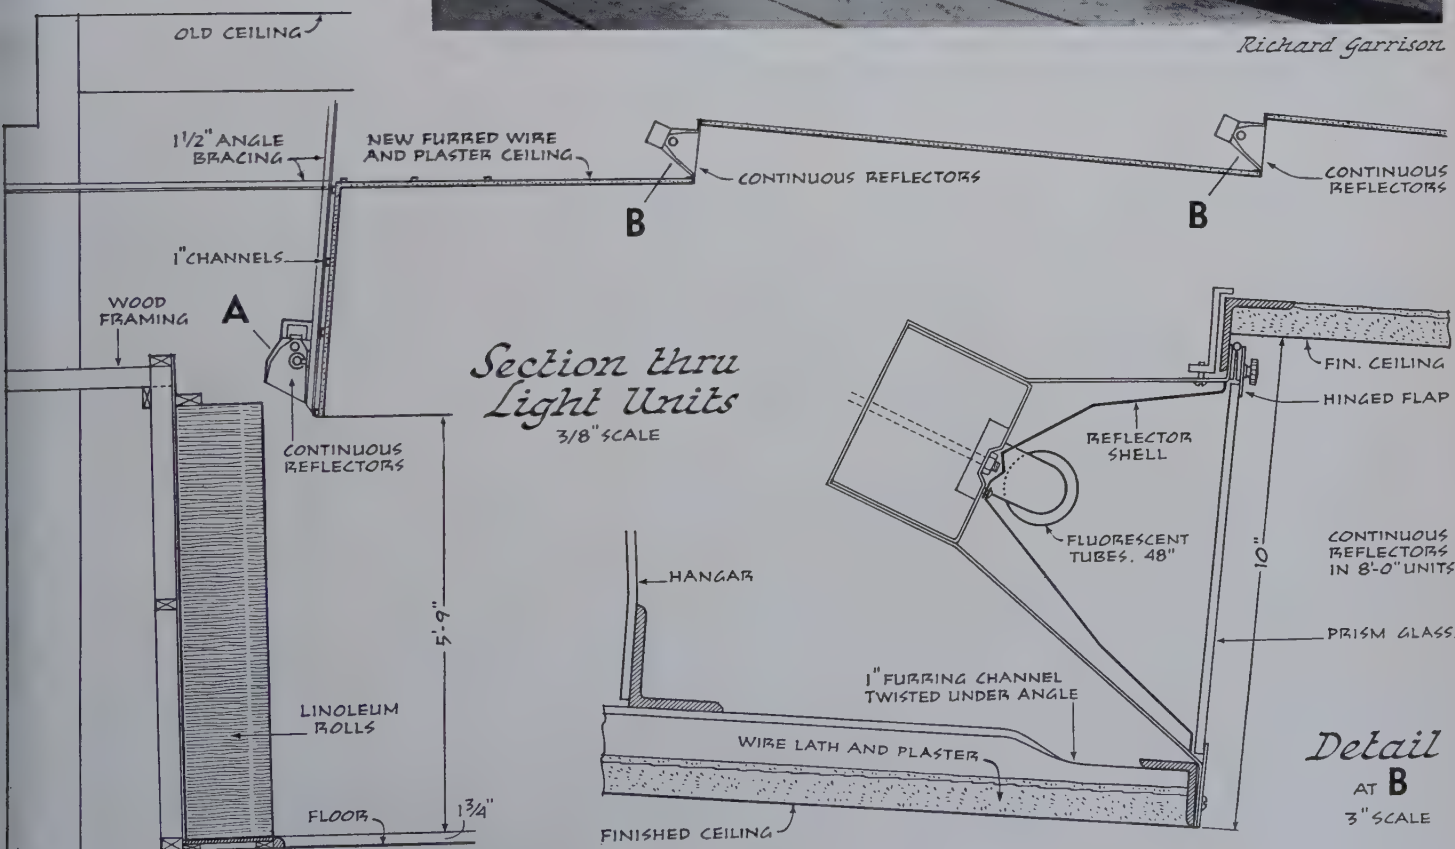 Richard Garrison
OLD CEILING
1 1/2" ANGLE
BRACING
NEW FURRED WIRE
AND PLASTER CEILING
CONTINUOUS REFLECTORS
CONTINUOUS
REFLECTORS
B
B
1" CHANNELS
WOOD
FRAMING
A
Section thru
Light Units
3/8" SCALE
CONTINUOUS
REFLECTORS
5'-9"
LINOLEUM
ROLLS
FLOOR
1 3/4"
FIN. CEILING
HINGED FLAP
REFLECTOR
SHELL
FLUORESCENT
TUBES. 48"
10"
CONTINUOUS
REFLECTORS
IN 8'-0" UNITS
PRISM GLASS
HANGAR
1" FURRING CHANNEL
TWISTED UNDER ANGLE
WIRE LATH AND PLASTER
FINISHED CEILING
Detail
AT B
3" SCALE